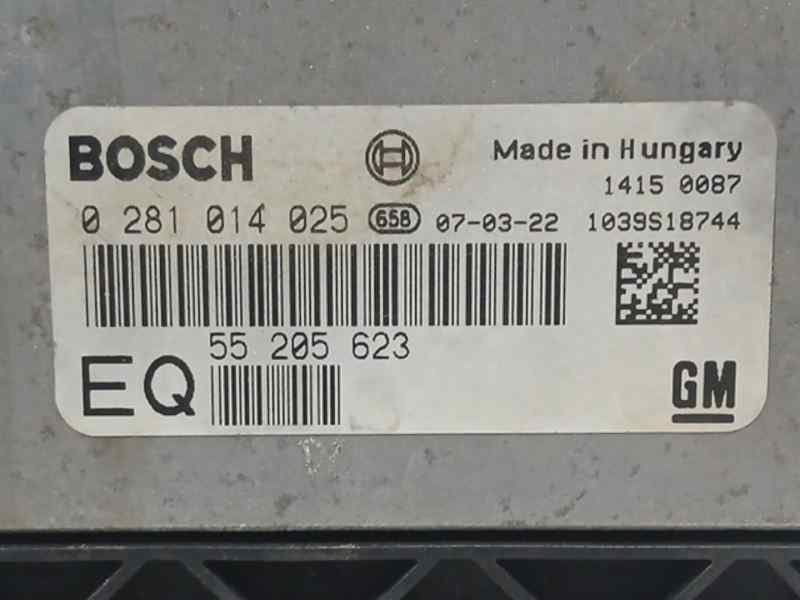 BOSCH
Made in Hungary
1415 0087
0 281 014 025 658 07-03-22 1039S18744
55 205 623
EQ
GM